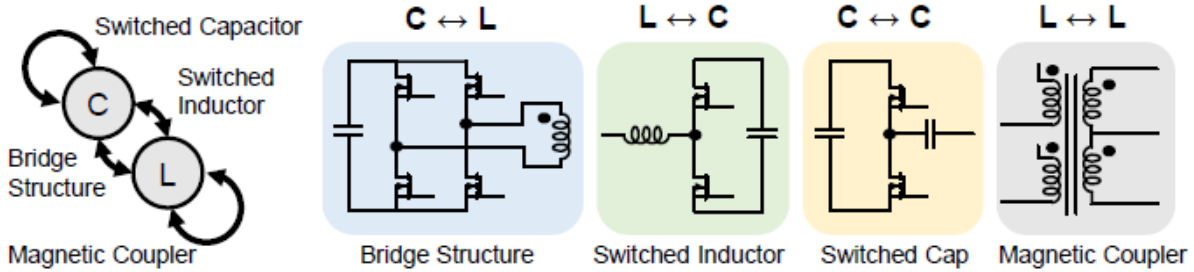 Switched Capacitor
Switched
Inductor
C
Bridge
Structure
L
Magnetic Coupler
C ↔ L
L ↔ C
C ↔ C
L ↔ L
Bridge Structure
Switched Inductor
Switched Cap
Magnetic Coupler